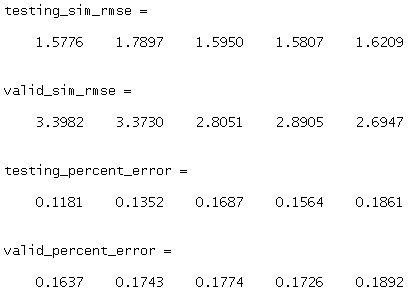 testing_sim_rmse =
1.5776 1.7897 1.5950 1.5807 1.6209
valid_sim_rmse =
3.3982 3.3730 2.8051 2.8905 2.6947
testing_percent_error =
0.1181 0.1352 0.1687 0.1564 0.1861
valid_percent_error =
0.1637 0.1743 0.1774 0.1726 0.1892